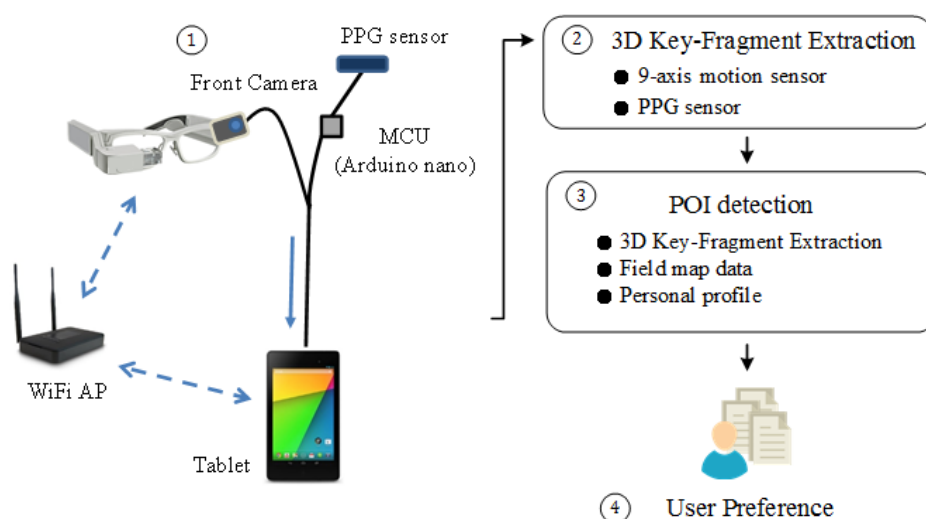 ①
PPG sensor
Front Camera
MCU
(Arduino nano)
WiFi AP
Tablet
② 3D Key-Fragment Extraction
● 9-axis motion sensor
● PPG sensor
③ POI detection
● 3D Key-Fragment Extraction
● Field map data
● Personal profile
④ User Preference